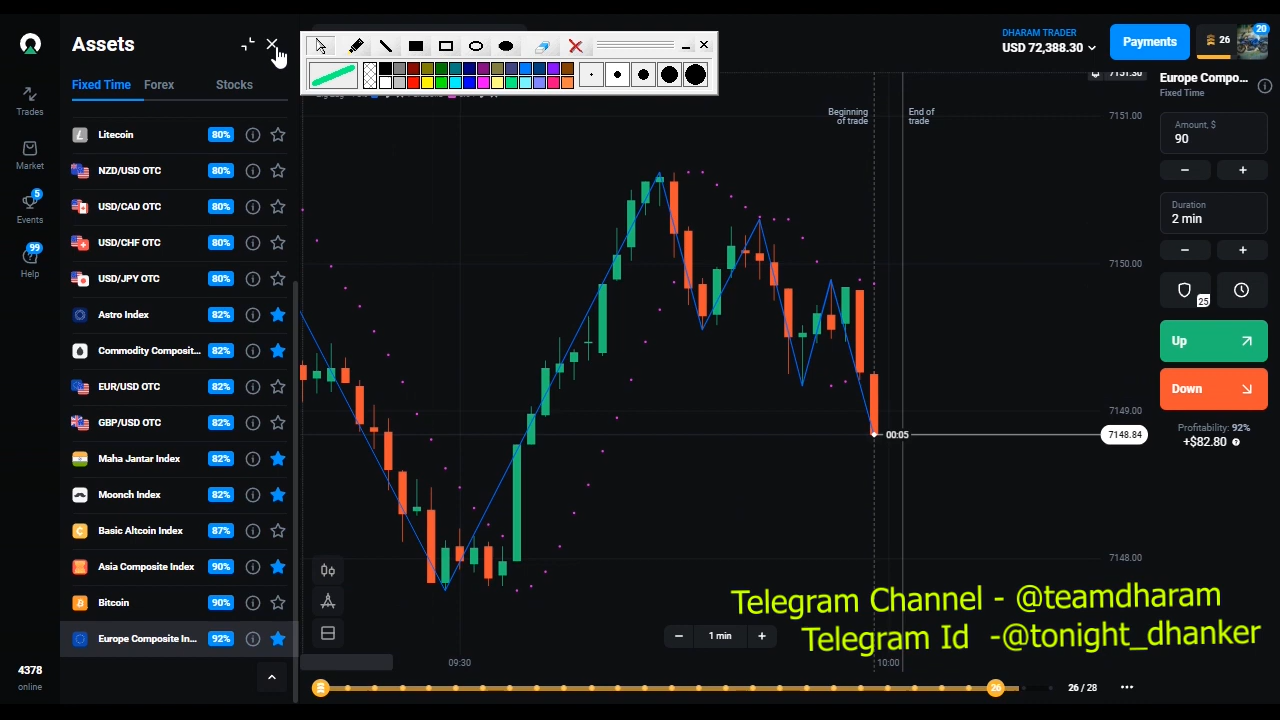 Assets
Fixed Time Forex Stocks
Litecoin 80%
NZD/USD OTC 80%
USD/CAD OTC 80%
USD/CHF OTC 80%
USD/JPY OTC 80%
Astro Index 82%
Commodity Composit... 82%
EUR/USD OTC 82%
GBP/USD OTC 82%
Maha Jantar Index 82%
Moonch Index 82%
Basic Altcoin Index 87%
Asia Composite Index 90%
Bitcoin 90%
Europe Composite In... 92%
Trades
Market
5
Events
99
Help
4378
online
DHARAM TRADER
USD 72,388.30
Payments
26
20
Beginning
of trade
End of
trade
7151.00
7150.00
7149.00
7148.84
7148.00
00:05
09:30
10:00
1 min
26
26 / 28
Europe Compo...
Fixed Time
Amount, $
90
Duration
2 min
25
Up
Down
Profitability: 92%
+$82.80
Telegram Channel - @teamdharam
Telegram Id -@tonight_dhanker